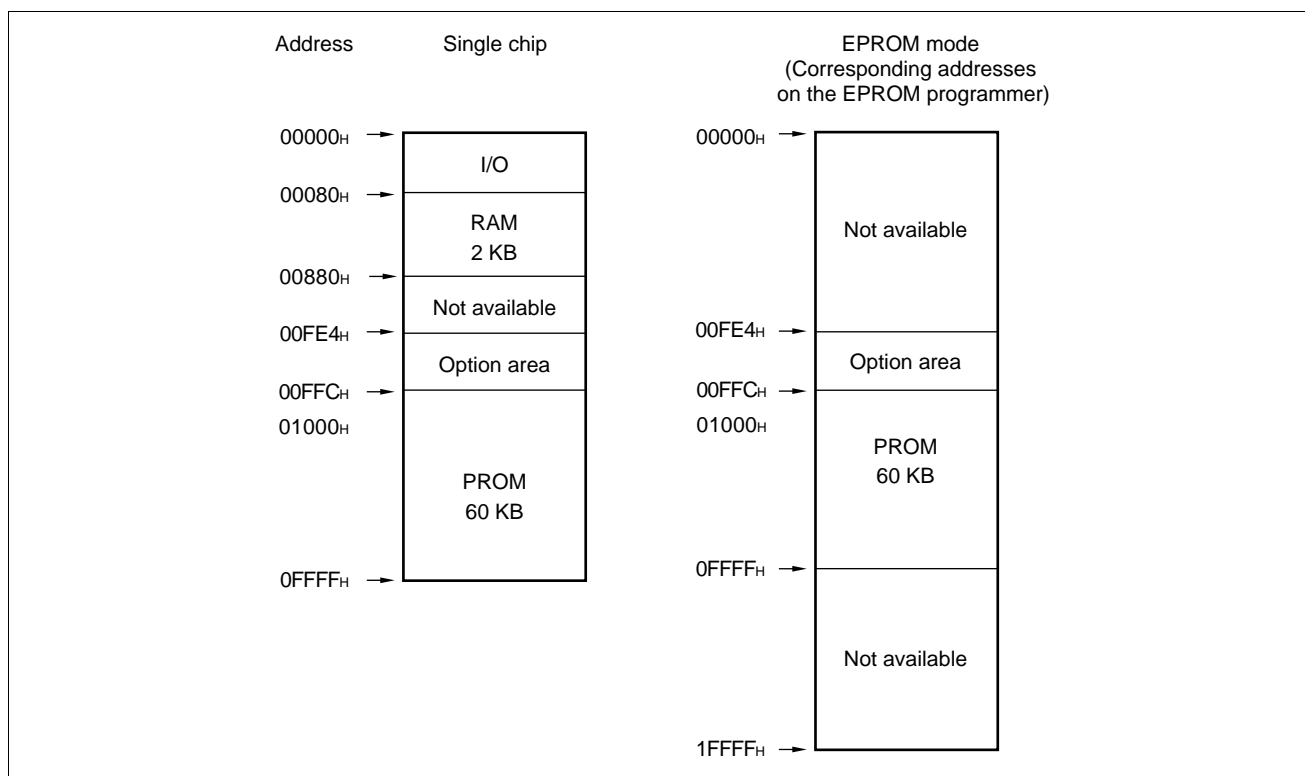 Address
Single chip
00000H
I/O
00080H
RAM
2 KB
00880H
Not available
00FE4H
Option area
00FFCH
01000H
PROM
60 KB
0FFFFH
EPROM mode
(Corresponding addresses
on the EPROM programmer)
00000H
Not available
00FE4H
Option area
00FFCH
01000H
PROM
60 KB
0FFFFH
Not available
1FFFFH